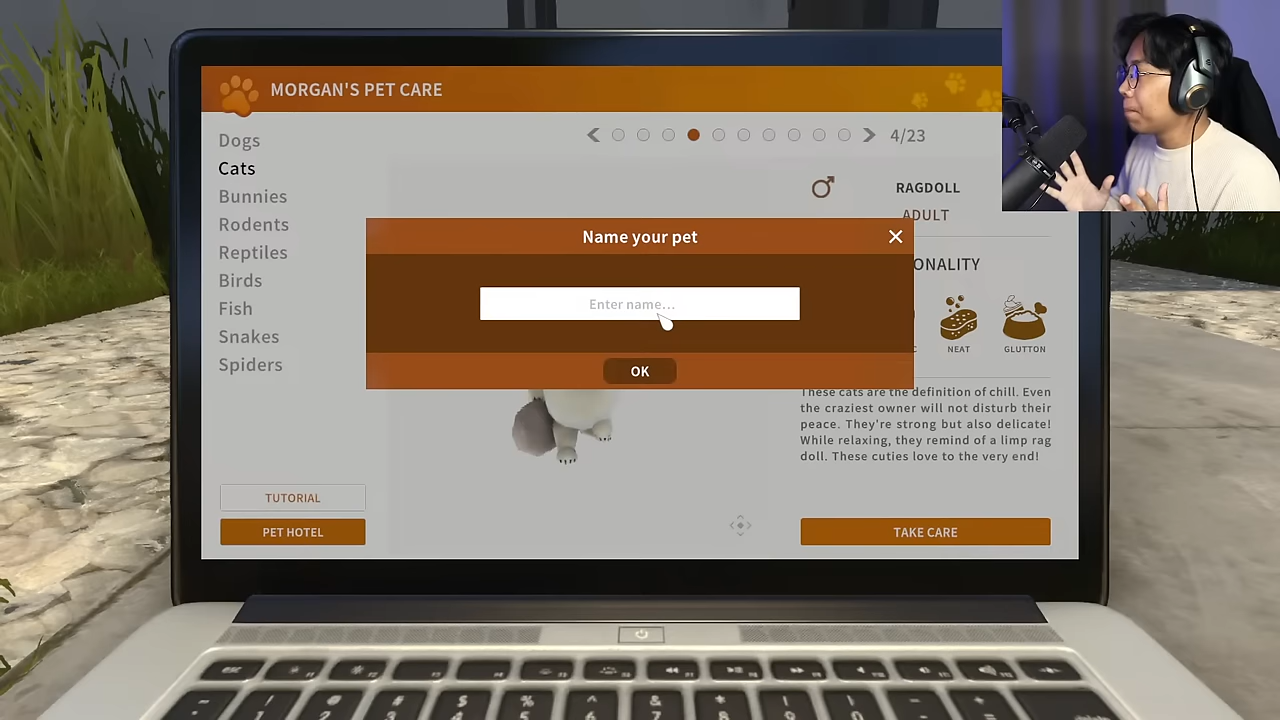 MORGAN'S PET CARE
Dogs
Cats
Bunnies
Rodents
Reptiles
Birds
Fish
Snakes
Spiders
TUTORIAL
PET HOTEL
4/23
RAGDOLL
ADULT
ONALITY
NEAT
GLUTTON
These cats are the definition of chill. Even
the craziest owner will not disturb their
peace. They're strong but also delicate!
While relaxing, they remind of a limp rag
doll. These cuties love to the very end!
TAKE CARE
Name your pet
Enter name...
OK